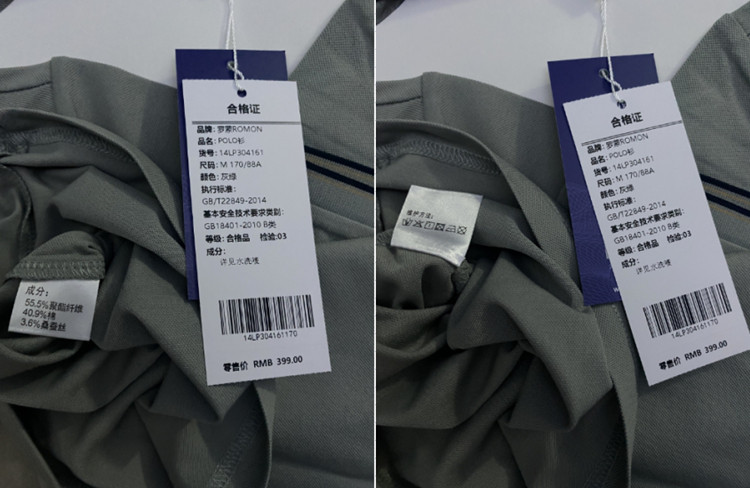 合格证
品牌: 罗蒙ROMON
品名: POLO衫
货号: 14LP304161
尺码: M 170/88A
颜色: 灰绿
执行标准:
GB/T22849-2014
基本安全技术要求类别:
GB18401-2010 B类
等级: 合格品 检验:03
成分:
详见水洗唛
14LP304161170
零售价 RMB 399.00
成分:
55.5%聚酯纤维
40.9%棉
3.6%桑蚕丝
合格证
品牌: 罗蒙ROMON
品名: POLO衫
货号: 14LP304161
尺码: M 170/88A
颜色: 灰绿
执行标准:
GB/T22849-2014
基本安全技术要求类别:
GB18401-2010 B类
等级: 合格品 检验:03
成分:
详见水洗唛
14LP304161170
零售价 RMB 399.00
维护方法: